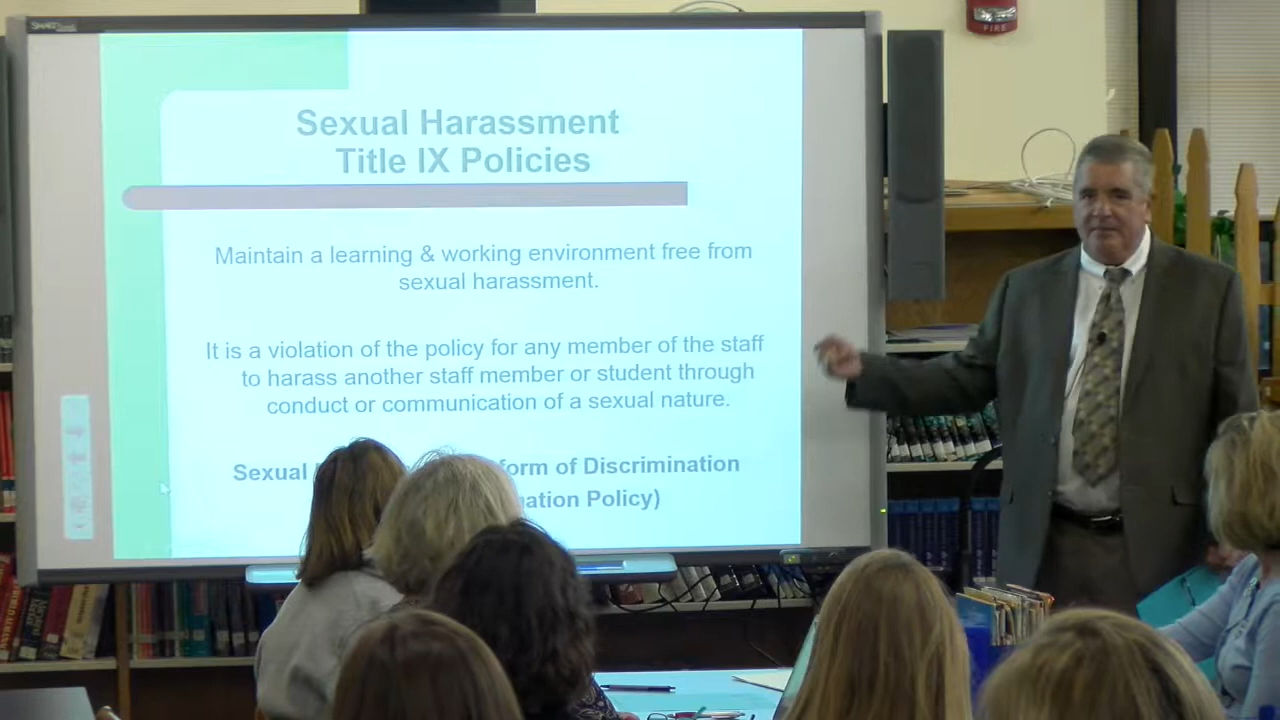 SMART
FIRE
Sexual Harassment
Title IX Policies
Maintain a learning & working environment free from
sexual harassment.
It is a violation of the policy for any member of the staff
to harass another staff member or student through
conduct or communication of a sexual nature.
Sexual form of Discrimination
Policy)